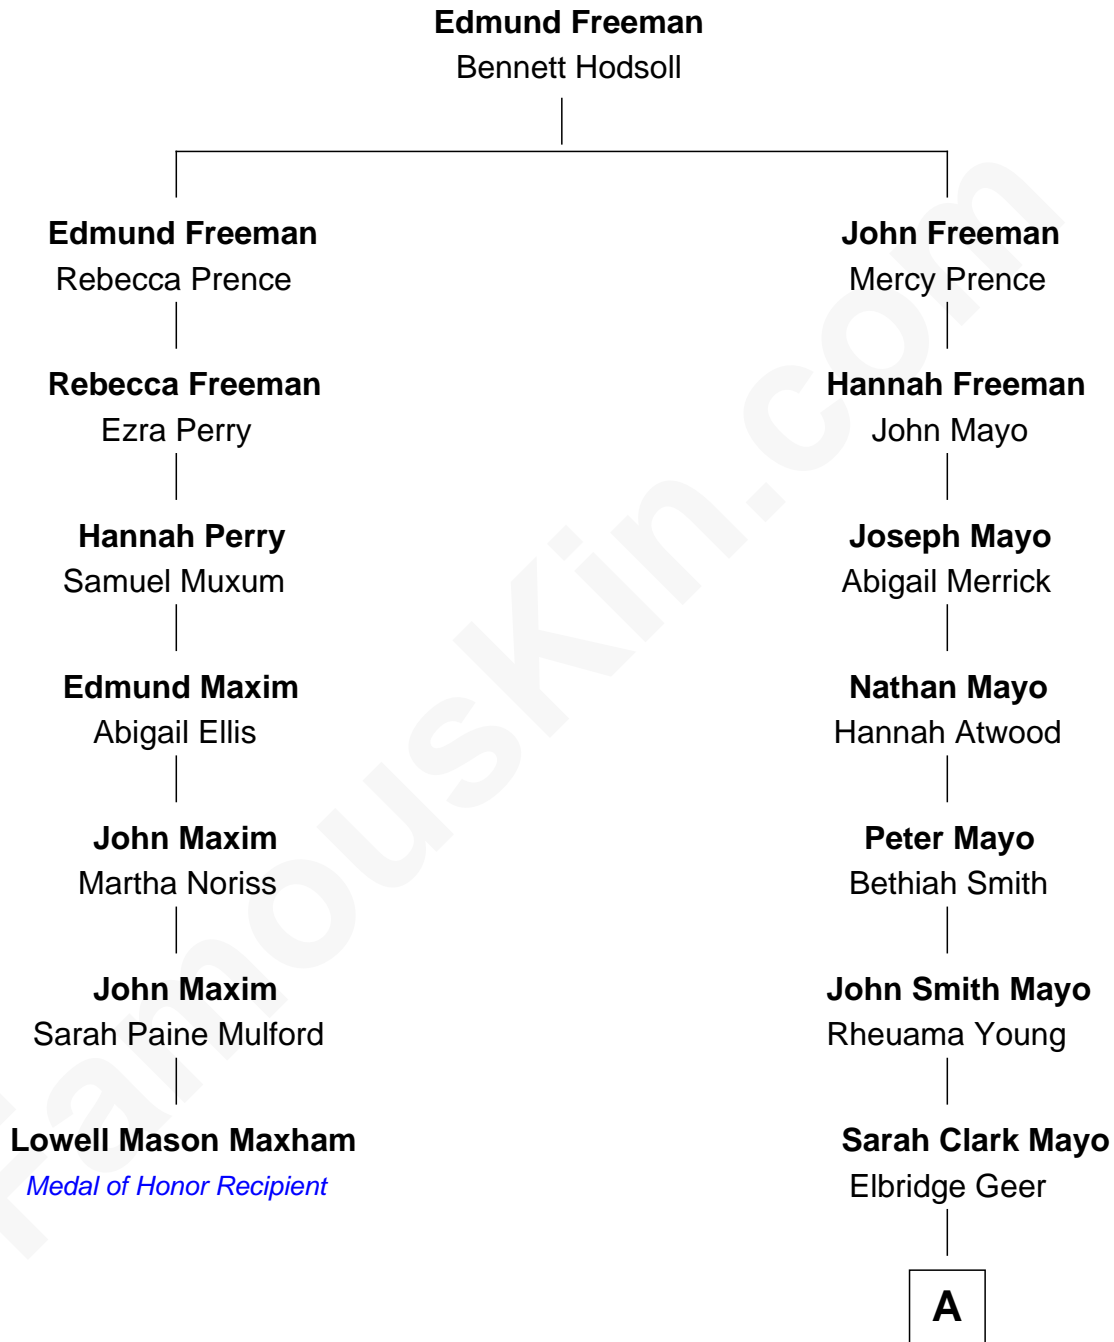 Edmund Freeman
Bennett Hodsoll
Edmund Freeman
Rebecca Prence
John Freeman
Mercy Prence
Rebecca Freeman
Ezra Perry
Hannah Freeman
John Mayo
Hannah Perry
Samuel Muxum
Joseph Mayo
Abigail Merrick
Edmund Maxim
Abigail Ellis
Nathan Mayo
Hannah Atwood
John Maxim
Martha Noriss
Peter Mayo
Bethiah Smith
John Maxim
Sarah Paine Mulford
John Smith Mayo
Rheuama Young
Lowell Mason Maxham
Medal of Honor Recipient
Sarah Clark Mayo
Elbridge Geer
A
FamousKin.com